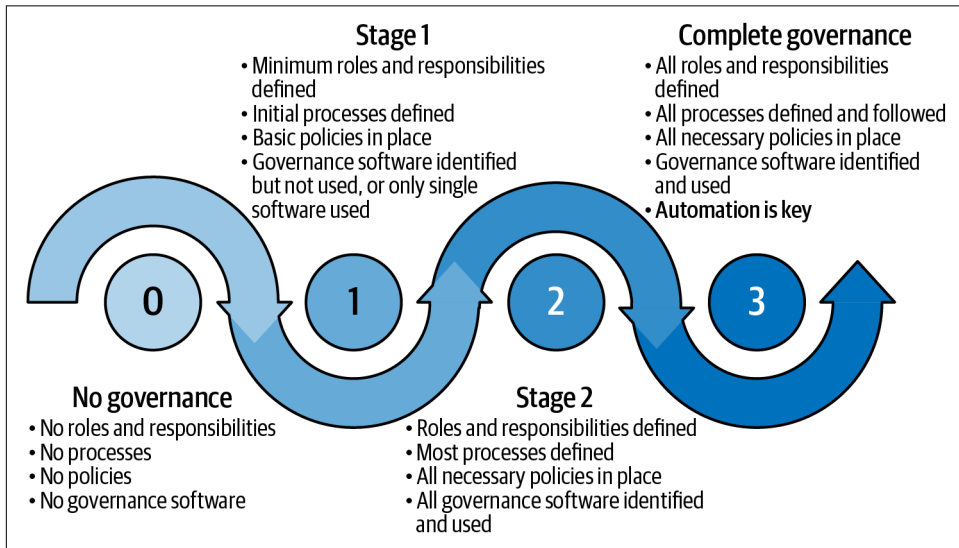 Stage 1
• Minimum roles and responsibilities
defined
• Initial processes defined
• Basic policies in place
• Governance software identified
but not used, or only single
software used
Complete governance
• All roles and responsibilities
defined
• All processes defined and followed
• All necessary policies in place
• Governance software identified
and used
• Automation is key
0
1
2
3
No governance
• No roles and responsibilities
• No processes
• No policies
• No governance software
Stage 2
• Roles and responsibilities defined
• Most processes defined
• All necessary policies in place
• All governance software identified
and used